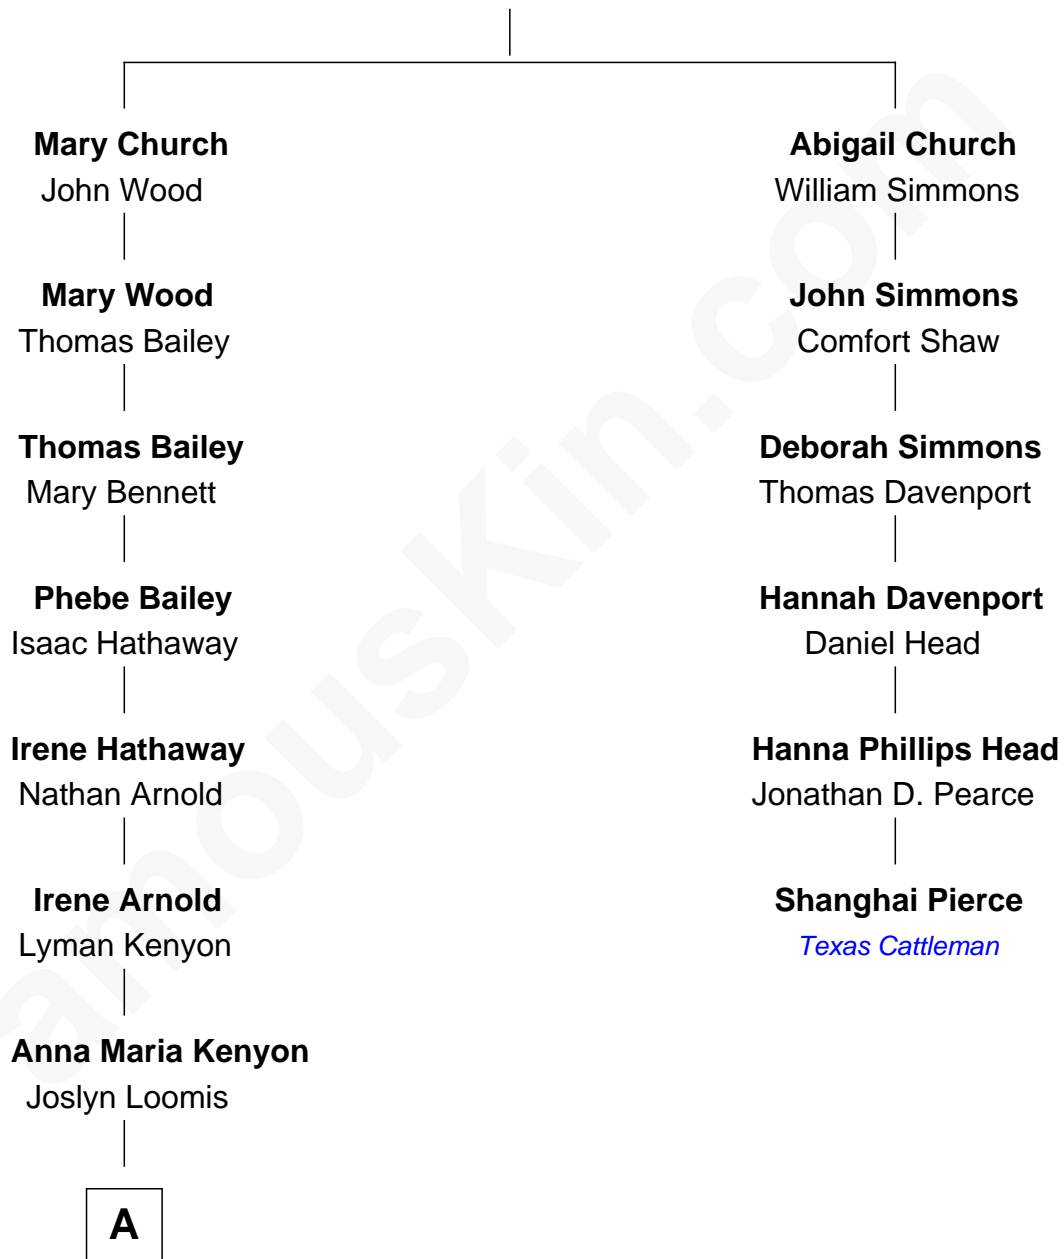 Mary Church
John Wood
Mary Wood
Thomas Bailey
Thomas Bailey
Mary Bennett
Phebe Bailey
Isaac Hathaway
Irene Hathaway
Nathan Arnold
Irene Arnold
Lyman Kenyon
Anna Maria Kenyon
Joslyn Loomis
A
Abigail Church
William Simmons
John Simmons
Comfort Shaw
Deborah Simmons
Thomas Davenport
Hannah Davenport
Daniel Head
Hanna Phillips Head
Jonathan D. Pearce
Shanghai Pierce
Texas Cattleman
amouskin.com